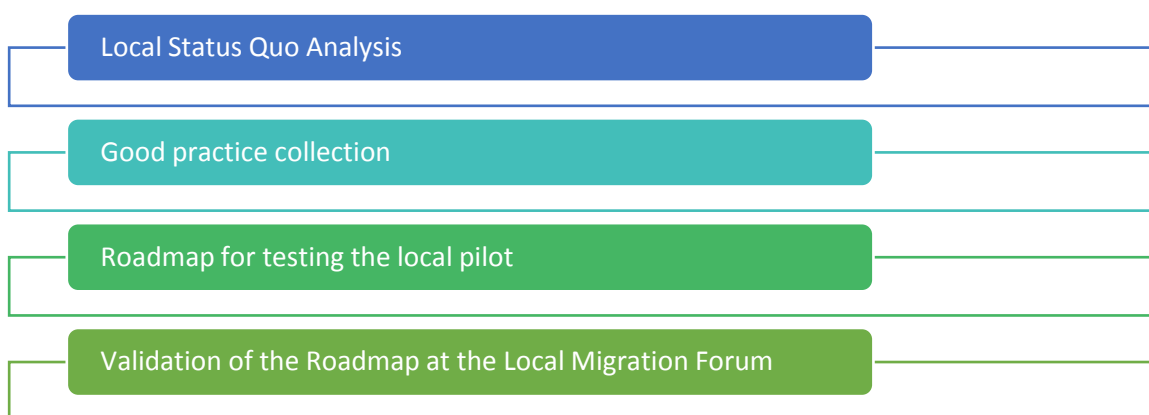 Local Status Quo Analysis
Good practice collection
Roadmap for testing the local pilot
Validation of the Roadmap at the Local Migration Forum